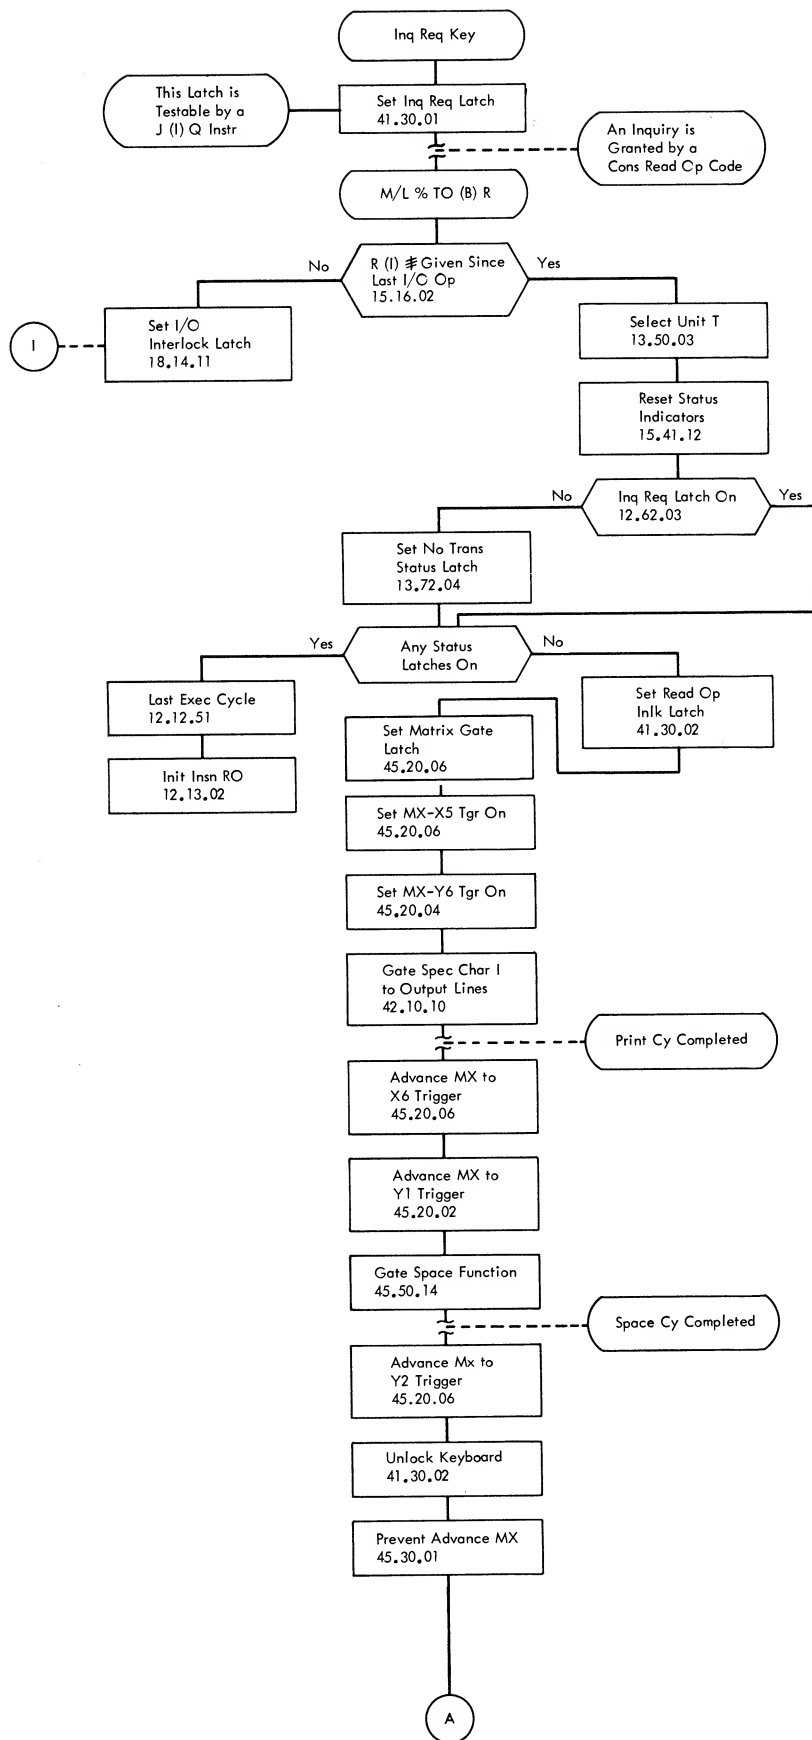 Inq Req Key
This Latch is
Testable by a
J (I) Q Instr
Set Inq Req Latch
41.30.01
An Inquiry is
Granted by a
Cons Read Op Code
M/L % TO (B) R
No
R (I) ≢ Given Since
Last I/O Op
15.16.02
Yes
I
Set I/O
Interlock Latch
18.14.11
Select Unit T
13.50.03
Reset Status
Indicators
15.41.12
No
Inq Req Latch On
12.62.03
Yes
Set No Trans
Status Latch
13.72.04
Yes
Any Status
Latches On
No
Last Exec Cycle
12.12.51
Init Insn RO
12.13.02
Set Read Op
Inlk Latch
41.30.02
Set Matrix Gate
Latch
45.20.06
Set MX-X5 Tgr On
45.20.06
Set MX-Y6 Tgr On
45.20.04
Gate Spec Char I
to Output Lines
42.10.10
Print Cy Completed
Advance MX to
X6 Trigger
45.20.06
Advance MX to
Y1 Trigger
45.20.02
Gate Space Function
45.50.14
Space Cy Completed
Advance Mx to
Y2 Trigger
45.20.06
Unlock Keyboard
41.30.02
Prevent Advance MX
45.30.01
A